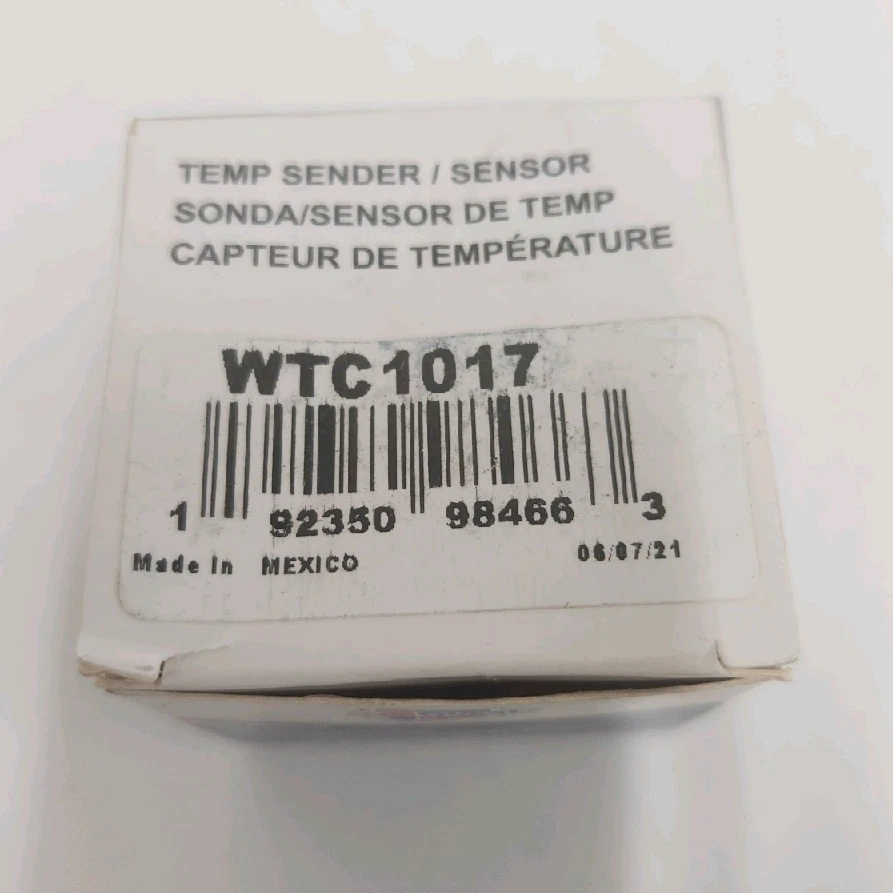 TEMP SENDER / SENSOR
SONDA/SENSOR DE TEMP
CAPTEUR DE TEMPÉRATURE
WTC1017
1 92350 98466 3
Made In MEXICO 06/07/21